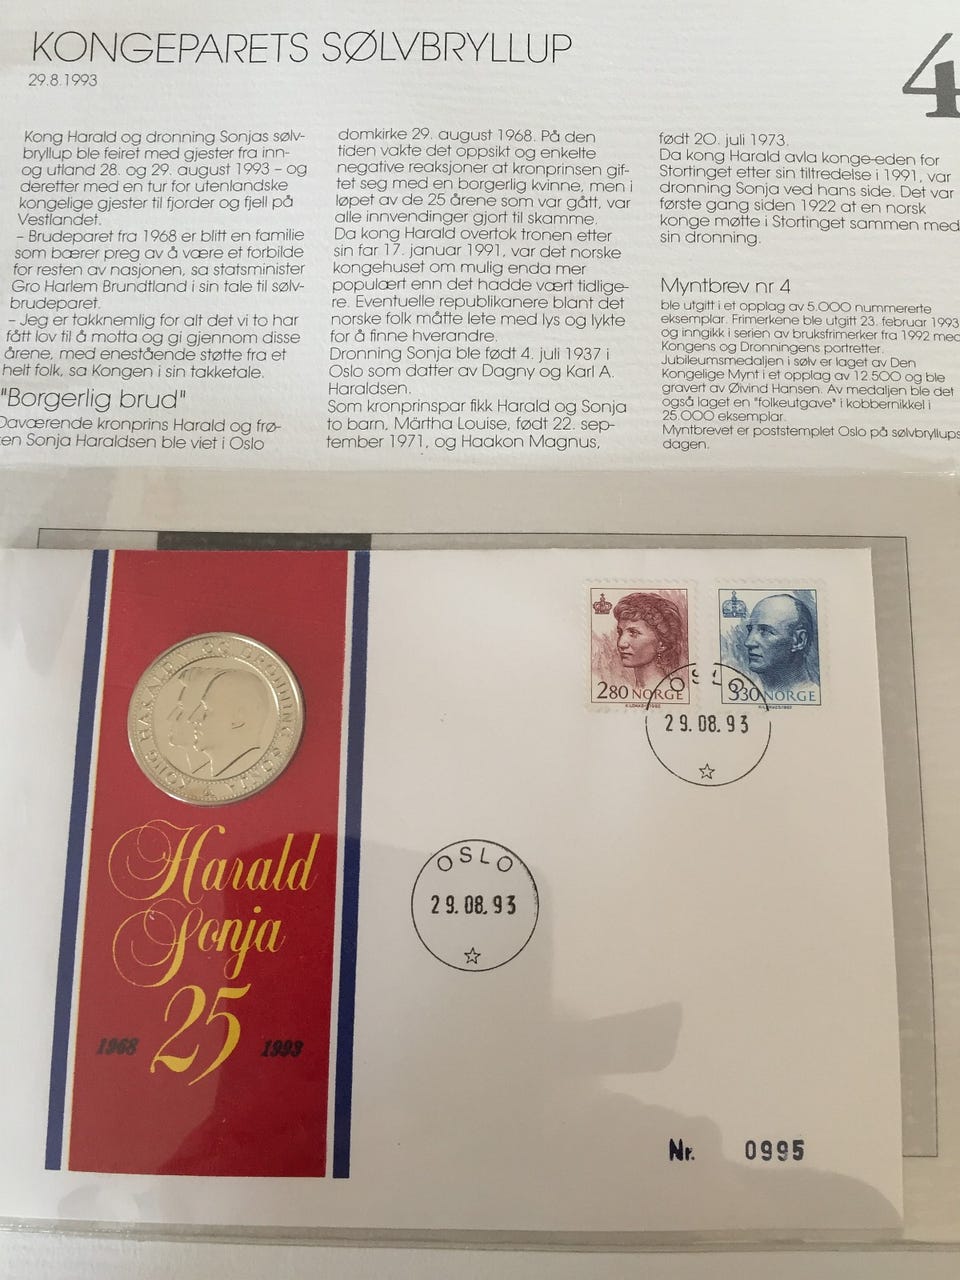 KONGEPARETS SØLVBRYLLUP
29.8.1993
4
Kong Harald og dronning Sonjas sølv-
bryllup ble feiret med gjester fra inn-
og utland 28. og 29. august 1993 – og
deretter med en tur for utenlandske
kongelige gjester til fjorder og fjell på
Vestlandet.
– Brudeparet fra 1968 er blitt en familie
som bærer preg av å være et forbilde
for resten av nasjonen, sa statsminister
Gro Harlem Brundtland i sin tale til sølv-
brudeparet.
– Jeg er takknemlig for alt det vi to har
fått lov til å motta og gi gjennom disse
årene, med enestående støtte fra et
helt folk, sa Kongen i sin takketale.
"Borgerlig brud"
Daværende kronprins Harald og frø-
ken Sonja Haraldsen ble viet i Oslo
domkirke 29. august 1968. På den
tiden vakte det oppsikt og enkelte
negative reaksjoner at kronprinsen gif-
tet seg med en borgerlig kvinne, men i
løpet av de 25 årene som var gått, var
alle innvendinger gjort til skamme.
Da kong Harald overtok tronen etter
sin far 17. januar 1991, var det norske
kongehuset om mulig enda mer
populært enn det hadde vært tidlige-
re. Eventuelle republikanere blant det
norske folk måtte lete med lys og lykte
for å finne hverandre.
Dronning Sonja ble født 4. juli 1937 i
Oslo som datter av Dagny og Karl A.
Haraldsen.
Som kronprinspar fikk Harald og Sonja
to barn, Märtha Louise, født 22. sep-
tember 1971, og Haakon Magnus,
født 20. juli 1973.
Da kong Harald avla konge-eden for
Stortinget etter sin tiltredelse i 1991, var
dronning Sonja ved hans side. Det var
første gang siden 1922 at en norsk
konge møtte i Stortinget sammen med
sin dronning.
Myntbrev nr 4
ble utgitt i et opplag av 5.000 nummererte
eksemplar. Frimerkene ble utgitt 23. februar 1993
og inngikk i serien av bruksfrimerker fra 1992 med
Kongens og Dronningens portretter.
Jubileumsmedaljen i sølv er laget av Den
Kongelige Mynt i et opplag av 12.500 og ble
gravert av Øivind Hansen. Av medaljen ble det
også laget en "folkeutgave" i kobbernikkel i
25.000 eksemplar.
Myntbrevet er poststemplet Oslo på sølvbryllups-
dagen.
KONG HARALD · OG DRONNING SONJA
280 NORGE
330 NORGE
OSLO
29.08.93
Harald
Sonja
25
1968 1993
OSLO
29.08.93
Nr. 0995